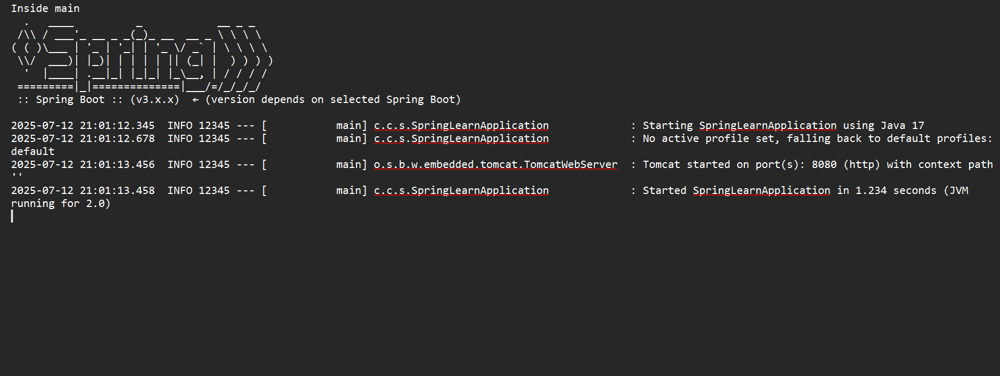 Inside main
  .   ____          _            __ _ _
 /\\ / ___'_ __ _ _(_)_ __  __ _ \ \ \ \
( ( )\___ | '_ | '_| | '_ \/ _` | \ \ \ \
 \\/  ___)| |_)| | | | | || (_| |  ) ) ) )
  '  |____| .__|_| |_|_| |_\__, | / / / /
 =========|_|==============|___/=/_/_/_/
 :: Spring Boot :: (v3.x.x)  ← (version depends on selected Spring Boot)
2025-07-12 21:01:12.345  INFO 12345 --- [           main] c.c.s.SpringLearnApplication             : Starting SpringLearnApplication using Java 17
2025-07-12 21:01:12.678  INFO 12345 --- [           main] c.c.s.SpringLearnApplication             : No active profile set, falling back to default profiles:
default
2025-07-12 21:01:13.456  INFO 12345 --- [           main] o.s.b.w.embedded.tomcat.TomcatWebServer  : Tomcat started on port(s): 8080 (http) with context path
''
2025-07-12 21:01:13.458  INFO 12345 --- [           main] c.c.s.SpringLearnApplication             : Started SpringLearnApplication in 1.234 seconds (JVM
running for 2.0)